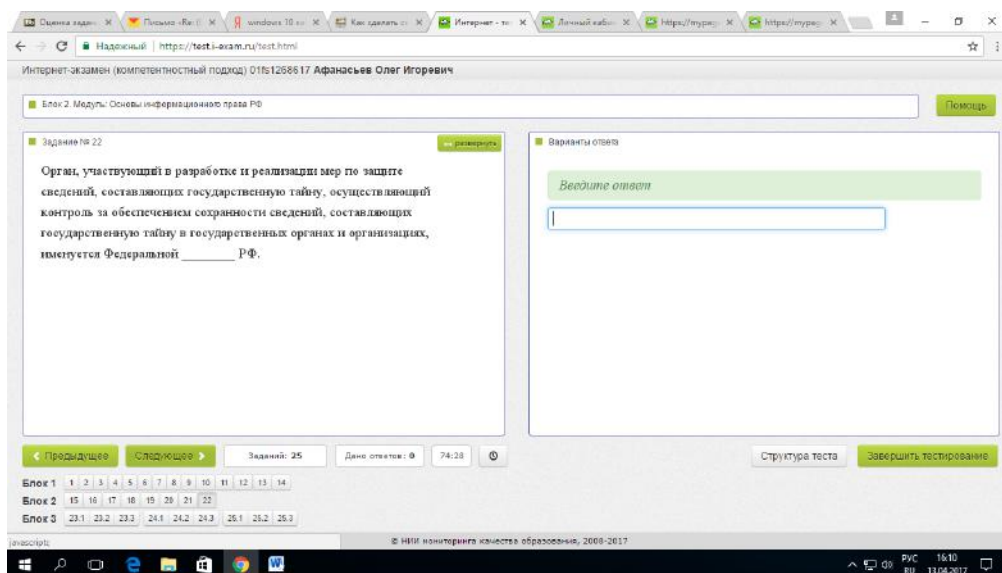 Оценка задан
Письмо «Re: (
windows 10 ко
Как сделать с
Интернет - те
Личный кабин
https://mypag
https://mypag
Надежный | https://test.i-exam.ru/test.html
Интернет-экзамен (компетентностный подход) 01fs1268617 Афанасьев Олег Игоревич
Блок 2. Модуль: Основы информационного права РФ
Помощь
Задание № 22
развернуть
Орган, участвующий в разработке и реализации мер по защите
сведений, составляющих государственную тайну, осуществляющий
контроль за обеспечением сохранности сведений, составляющих
государственную тайну в государственных органах и организациях,
именуется Федеральной ________ РФ.
Варианты ответа
Введите ответ
Предыдущее
Следующее
Заданий: 25
Дано ответов: 0
74:28
Структура теста
Завершить тестирование
Блок 1 1 2 3 4 5 6 7 8 9 10 11 12 13 14
Блок 2 15 16 17 18 19 20 21 22
Блок 3 23.1 23.2 23.3 24.1 24.2 24.3 25.1 25.2 25.3
javascript:
© НИИ мониторинга качества образования, 2008-2017
РУС 16:10
RU 13.04.2017